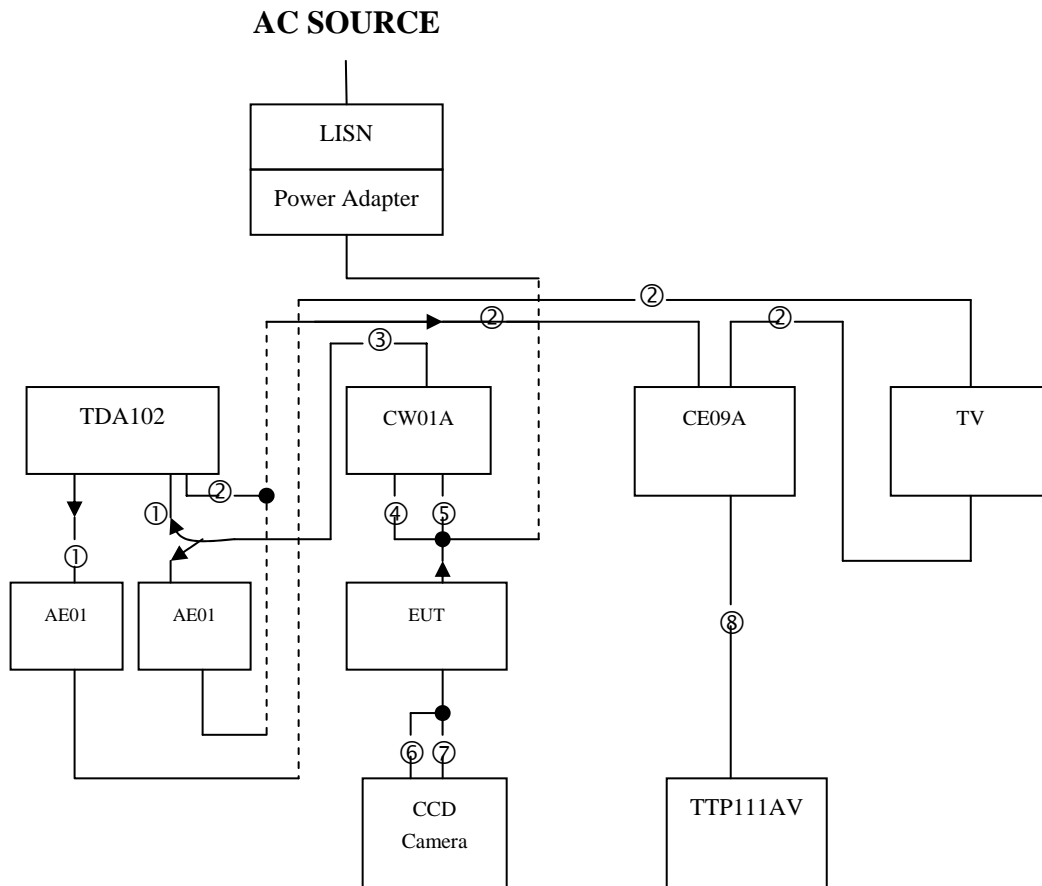 AC SOURCE
LISN
Power Adapter
②
②
②
③
TDA102
CW01A
CE09A
TV
②
①
④
⑤
①
AE01
AE01
EUT
⑧
⑥
⑦
CCD
Camera
TTP111AV